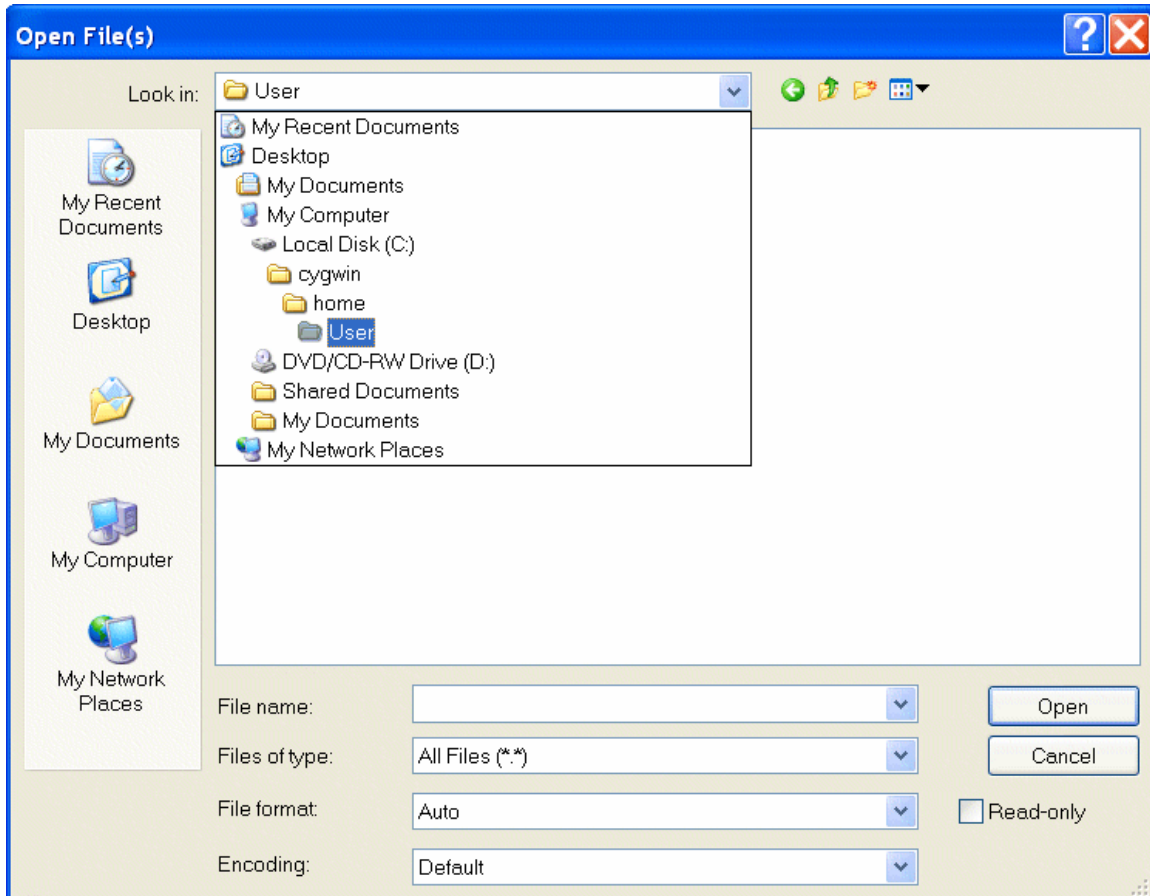 Open File(s)
Look in:
User
My Recent Documents
Desktop
My Documents
My Computer
Local Disk (C:)
cygwin
home
User
DVD/CD-RW Drive (D:)
Shared Documents
My Documents
My Network Places
My Recent
Documents
Desktop
My Documents
My Computer
My Network
Places
File name:
Open
Files of type:
All Files (*.*)
Cancel
File format:
Auto
Read-only
Encoding:
Default